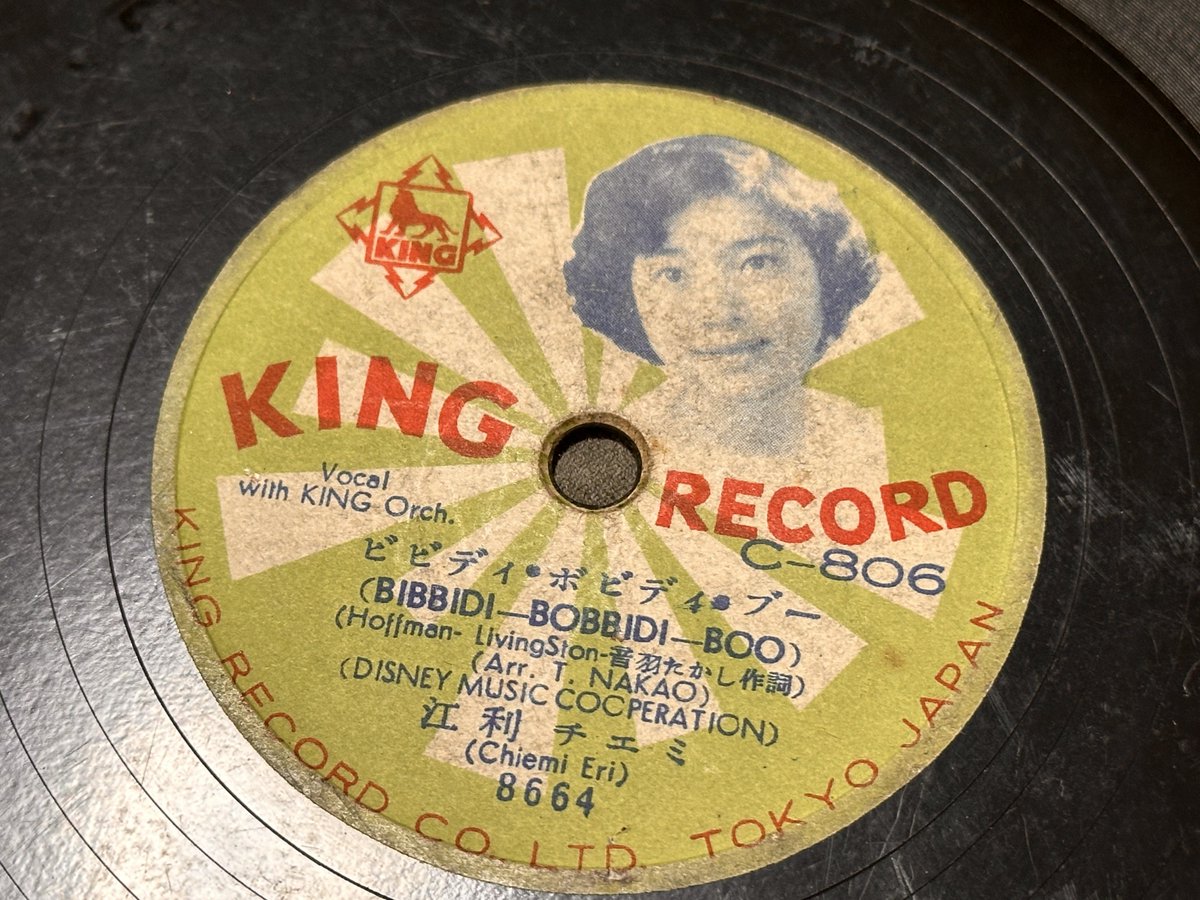 KING
KING
RECORD
Vocal
with KING Orch.
C-806
ビビディ・ボビディ・ブー
(BIBBIDI—BOBBIDI—BOO)
(Hoffman- LivingSton-音羽たかし作詞)
(Arr. T. NAKAO)
(DISNEY MUSIC COCPERATION)
江利チエミ
(Chiemi Eri)
8664
KING RECORD CO., LTD. TOKYO JAPAN